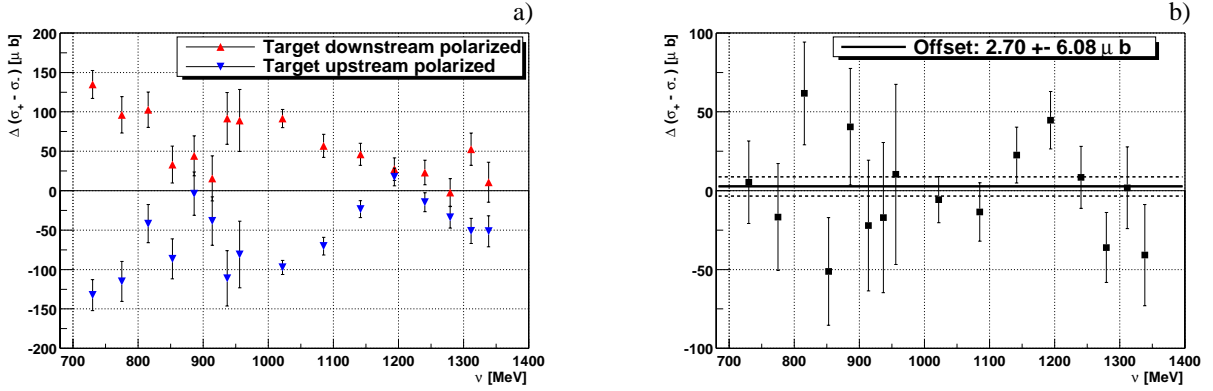 a)
Δ (σ₊ - σ₋) [μ b]
200
150
100
50
0
-50
-100
-150
-200
Target downstream polarized
Target upstream polarized
700 800 900 1000 1100 1200 1300 1400
ν [MeV]
b)
Δ (σ₊ - σ₋) [μ b]
100
50
0
-50
-100
Offset: 2.70 +- 6.08 μ b
700 800 900 1000 1100 1200 1300 1400
ν [MeV]